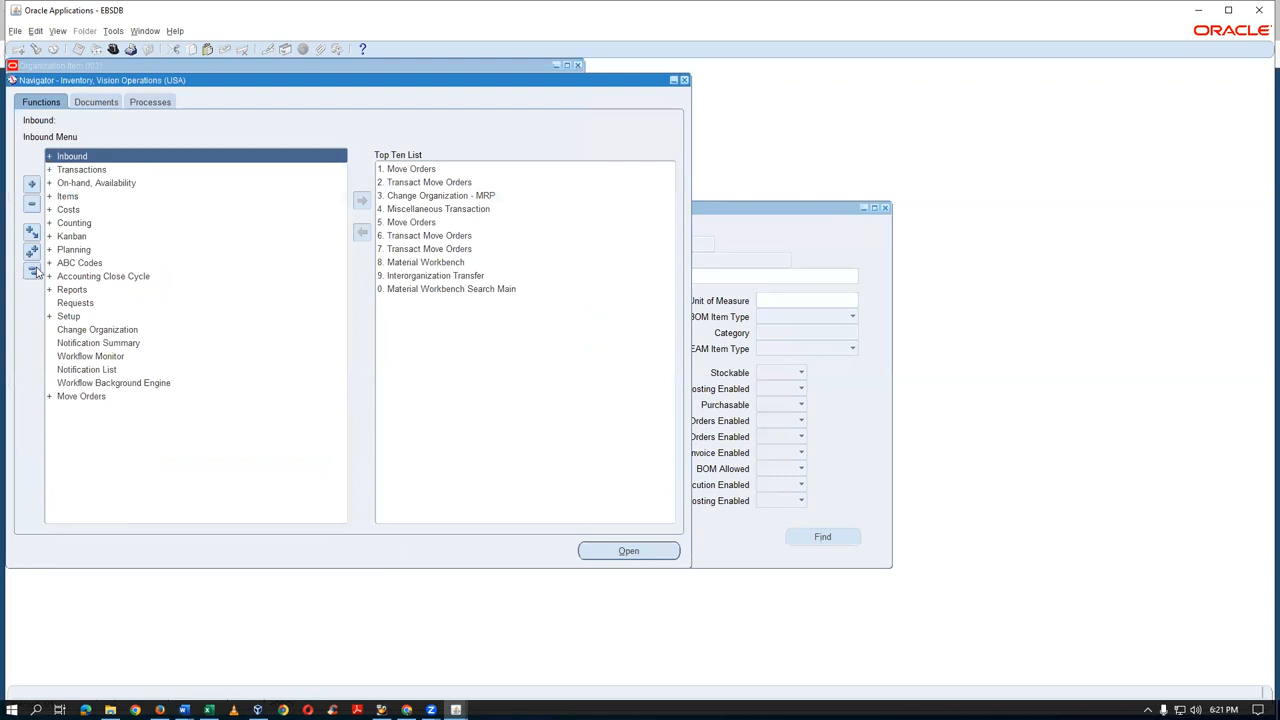 Oracle Applications - EBSDB
File Edit View Folder Tools Window Help
ORACLE
Navigator - Inventory, Vision Operations (USA)
Functions Documents Processes
Inbound:
Inbound Menu
+ Inbound
+ Transactions
+ On-hand, Availability
+ Items
+ Costs
+ Counting
+ Kanban
+ Planning
+ ABC Codes
+ Accounting Close Cycle
+ Reports
Requests
+ Setup
Change Organization
Notification Summary
Workflow Monitor
Notification List
Workflow Background Engine
+ Move Orders
Top Ten List
1. Move Orders
2. Transact Move Orders
3. Change Organization - MRP
4. Miscellaneous Transaction
5. Move Orders
6. Transact Move Orders
7. Transact Move Orders
8. Material Workbench
9. Interorganization Transfer
0. Material Workbench Search Main
Open
Unit of Measure
BOM Item Type
Category
EAM Item Type
Stockable
osting Enabled
Purchasable
Orders Enabled
Orders Enabled
nvoice Enabled
BOM Allowed
cution Enabled
osting Enabled
Find
6:21 PM